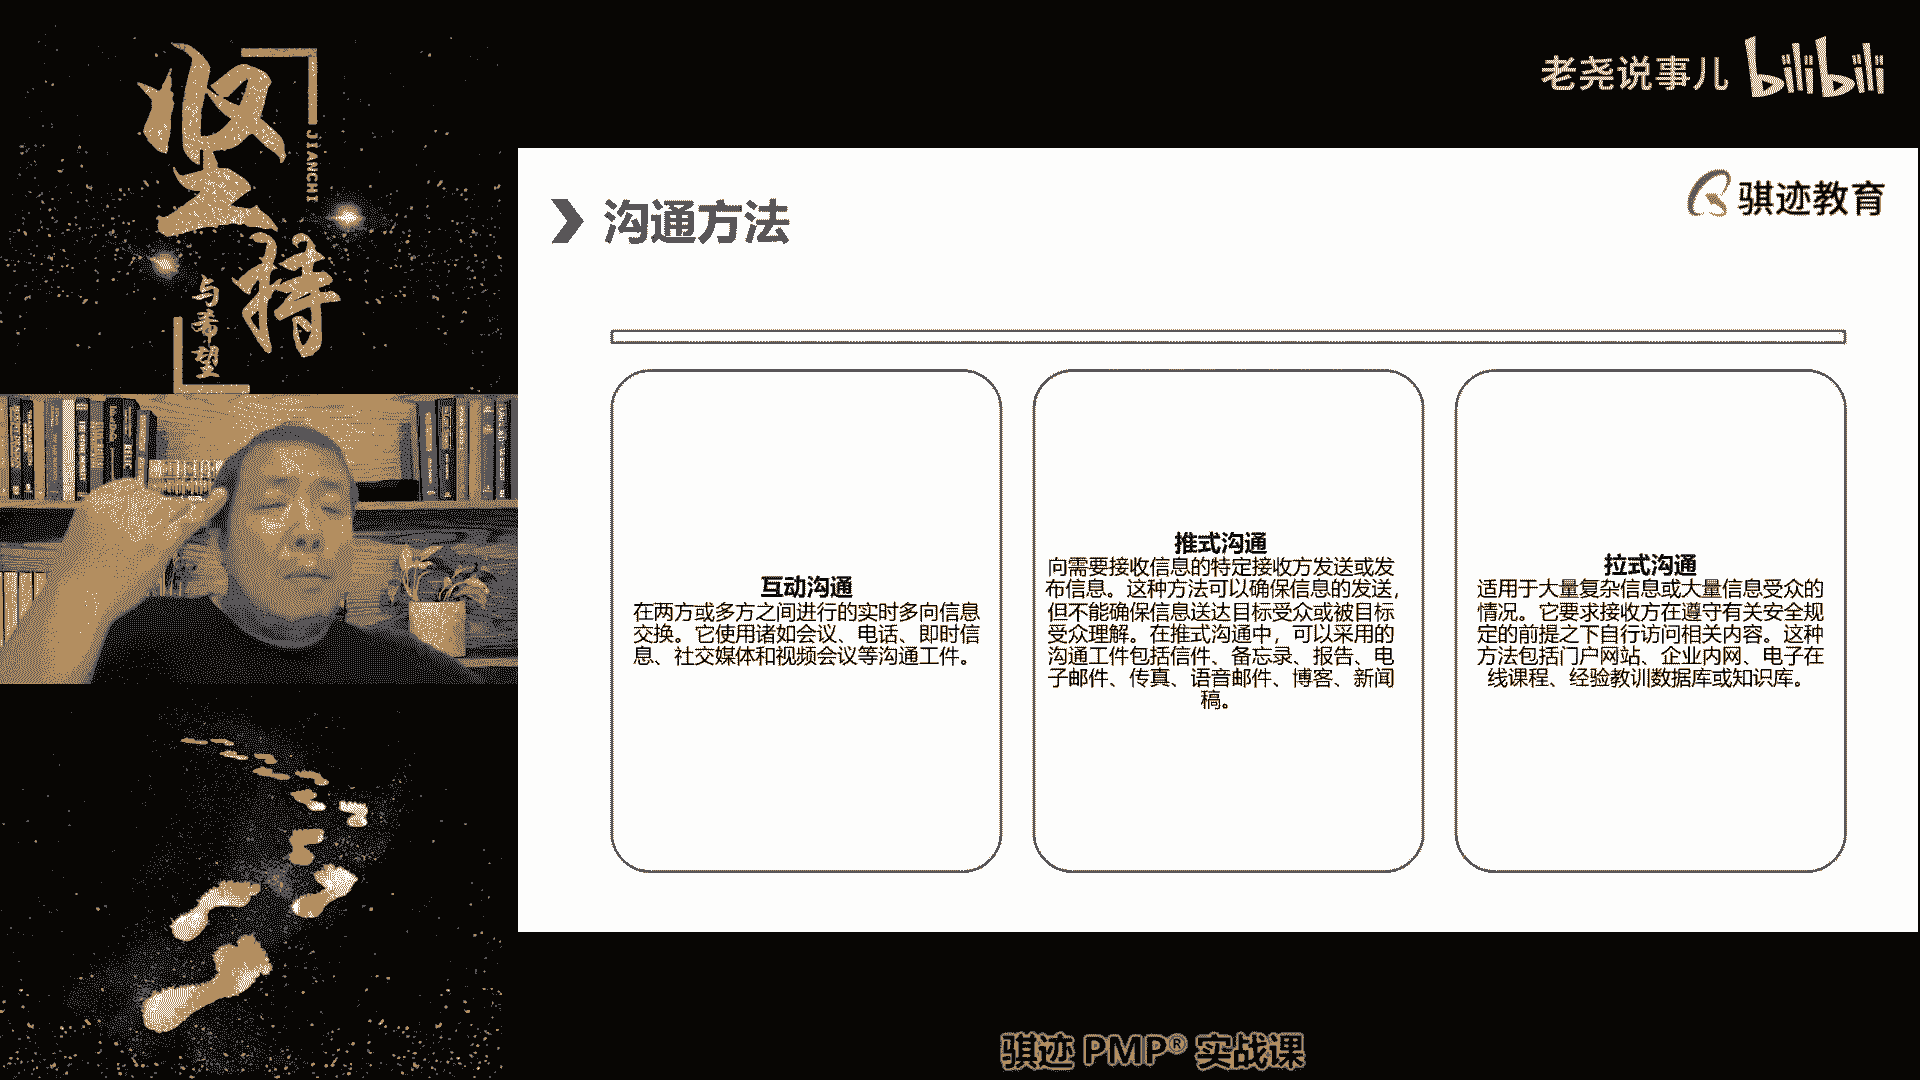 坚持
JIANCHI
与希望
老尧说事儿 bilibili
骐迹教育
沟通方法
互动沟通
在两方或多方之间进行的实时多向信息
交换。它使用诸如会议、电话、即时信
息、社交媒体和视频会议等沟通工件。
推式沟通
向需要接收信息的特定接收方发送或发
布信息。这种方法可以确保信息的发送，
但不能确保信息送达目标受众或被目标
受众理解。在推式沟通中，可以采用的
沟通工件包括信件、备忘录、报告、电
子邮件、传真、语音邮件、博客、新闻
稿。
拉式沟通
适用于大量复杂信息或大量信息受众的
情况。它要求接收方在遵守有关安全规
定的前提之下自行访问相关内容。这种
方法包括门户网站、企业内网、电子在
线课程、经验教训数据库或知识库。
骐迹 PMP® 实战课